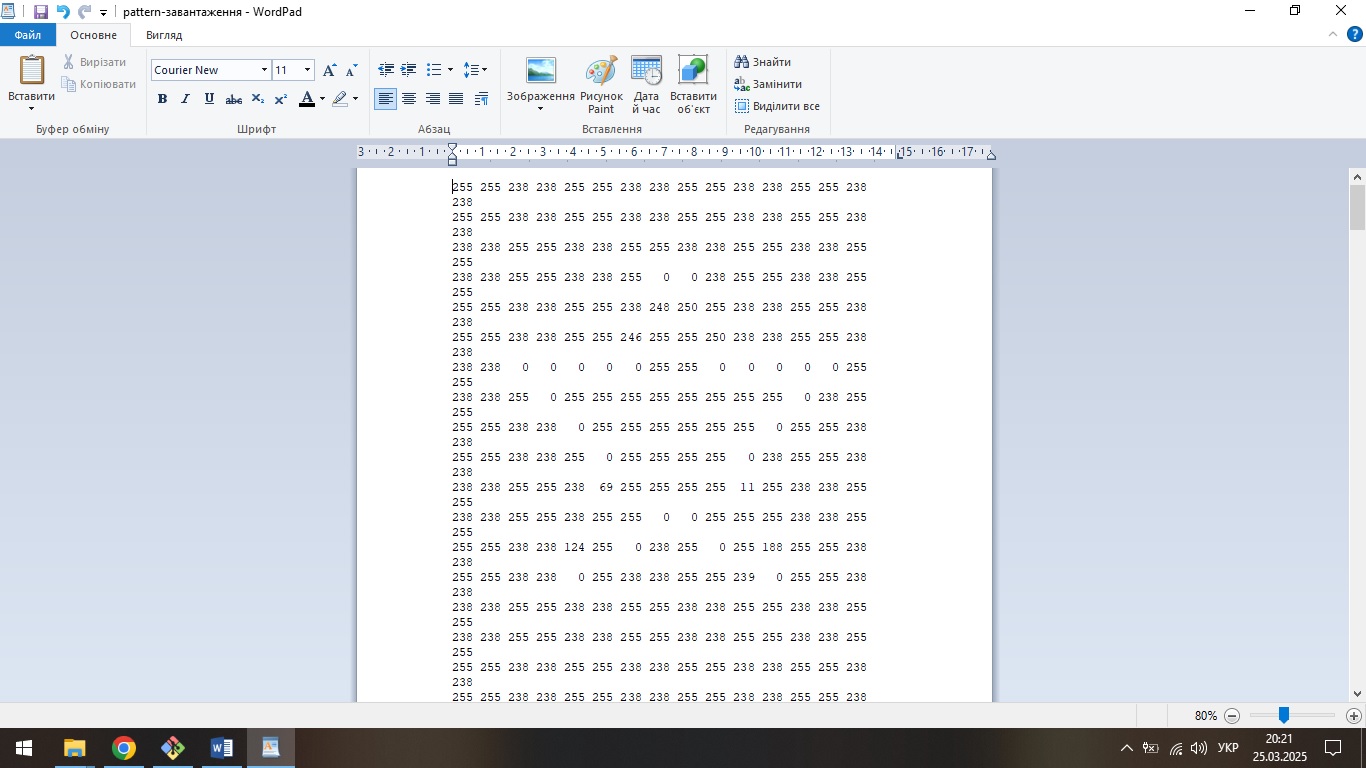 pattern-завантаження - WordPad
Файл Основне Вигляд
Вставити
Вирізати
Копіювати
Буфер обміну
Courier New 11
Шрифт
Абзац
Зображення
Рисунок Paint
Дата й час
Вставити об'єкт
Вставлення
Знайти
Замінити
Виділити все
Редагування
3 2 1 1 2 3 4 5 6 7 8 9 10 11 12 13 14 15 16 17
255 255 238 238 255 255 238 238 255 255 238 238 255 255 238
238
255 255 238 238 255 255 238 238 255 255 238 238 255 255 238
238
238 238 255 255 238 238 255 255 238 238 255 255 238 238 255
255
238 238 255 255 238 238 255 0 0 238 255 255 238 238 255
255
255 255 238 238 255 255 238 248 250 255 238 238 255 255 238
238
255 255 238 238 255 255 246 255 255 250 238 238 255 255 238
238
238 238 0 0 0 0 0 255 255 0 0 0 0 0 255
255
238 238 255 0 255 255 255 255 255 255 255 255 0 238 255
255
255 255 238 238 0 255 255 255 255 255 255 0 255 255 238
238
255 255 238 238 255 0 255 255 255 255 0 238 255 255 238
238
238 238 255 255 238 69 255 255 255 255 11 255 238 238 255
255
238 238 255 255 238 255 255 0 0 255 255 255 238 238 255
255
255 255 238 238 124 255 0 238 255 0 255 188 255 255 238
238
255 255 238 238 0 255 238 238 255 255 239 0 255 255 238
238
238 238 255 255 238 238 255 255 238 238 255 255 238 238 255
255
238 238 255 255 238 238 255 255 238 238 255 255 238 238 255
255
255 255 238 238 255 255 238 238 255 255 238 238 255 255 238
238
255 255 238 238 255 255 238 238 255 255 238 238 255 255 238
80%
УКР
20:21
25.03.2025